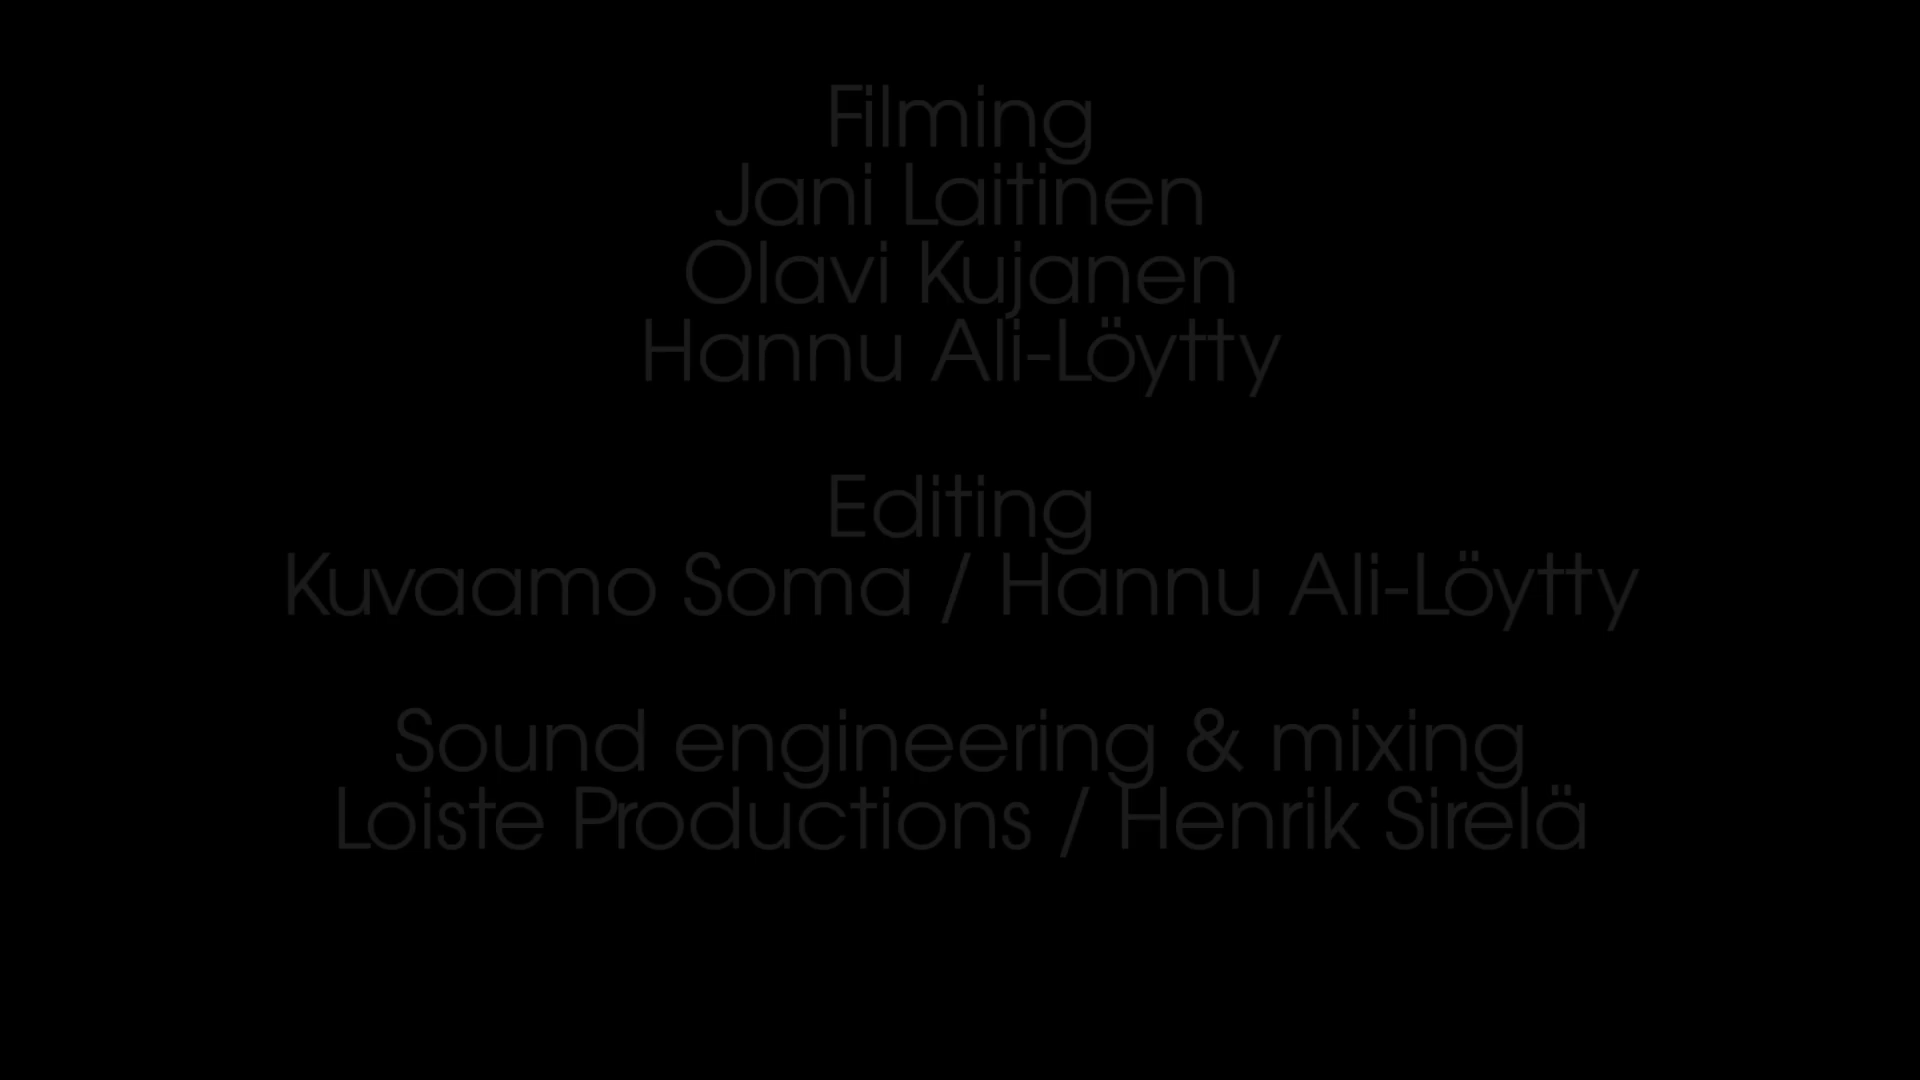 Filming
Jani Laitinen
Olavi Kujanen
Hannu Ali-Löytty
Editing
Kuvaamo Soma / Hannu Ali-Löytty
Sound engineering & mixing
Loiste Productions / Henrik Sirelä